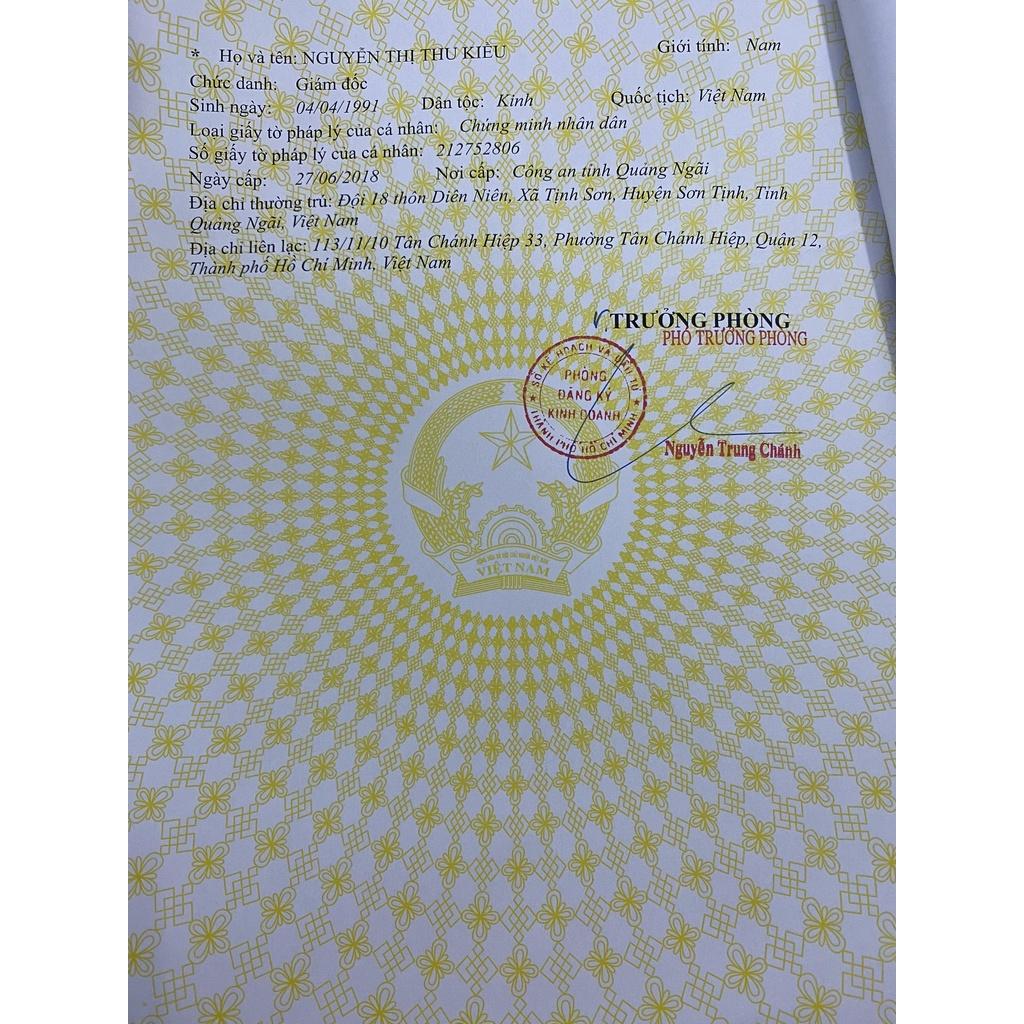 * Họ và tên: NGUYỄN THỊ THU KIỀU Giới tính: Nam
Chức danh: Giám đốc
Sinh ngày: 04/04/1991 Dân tộc: Kinh Quốc tịch: Việt Nam
Loại giấy tờ pháp lý của cá nhân: Chứng minh nhân dân
Số giấy tờ pháp lý của cá nhân: 212752806
Ngày cấp: 27/06/2018 Nơi cấp: Công an tỉnh Quảng Ngãi
Địa chỉ thường trú: Đội 18 thôn Diên Niên, Xã Tịnh Sơn, Huyện Sơn Tịnh, Tỉnh
Quảng Ngãi, Việt Nam
Địa chỉ liên lạc: 113/11/10 Tân Chánh Hiệp 33, Phường Tân Chánh Hiệp, Quận 12,
Thành phố Hồ Chí Minh, Việt Nam
TRƯỞNG PHÒNG
PHÓ TRƯỞNG PHÒNG
SỞ KẾ HOẠCH VÀ ĐẦU TƯ
PHÒNG
ĐĂNG KÝ
KINH DOANH
THÀNH PHỐ HỒ CHÍ MINH
Nguyễn Trung Chánh
VIỆT NAM